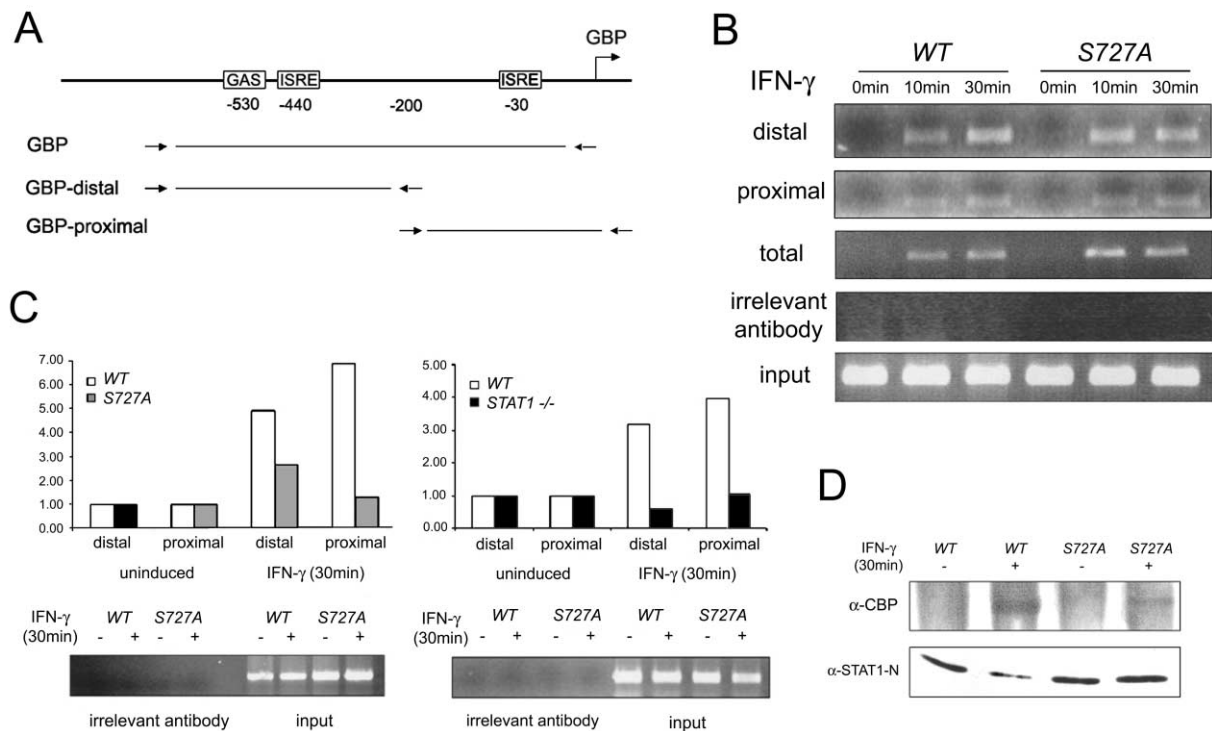 A
GBP
GAS ISRE ISRE
-530 -440 -200 -30
GBP
GBP-distal
GBP-proximal
B
WT S727A
IFN-γ 0min 10min 30min 0min 10min 30min
distal
proximal
total
irrelevant
antibody
input
C
7.00
6.00
5.00
4.00
3.00
2.00
1.00
0.00
WT
S727A
distal proximal distal proximal
uninduced IFN-γ (30min)
5.00
4.00
3.00
2.00
1.00
0.00
WT
STAT1 -/-
distal proximal distal proximal
uninduced IFN-γ (30min)
IFN-γ WT S727A WT S727A
(30min) - + - + - + - +
irrelevant antibody input
IFN-γ WT S727A WT S727A
(30min) - + - + - + - +
irrelevant antibody input
D
IFN-γ WT WT S727A S727A
(30min) - + - +
α-CBP
α-STAT1-N